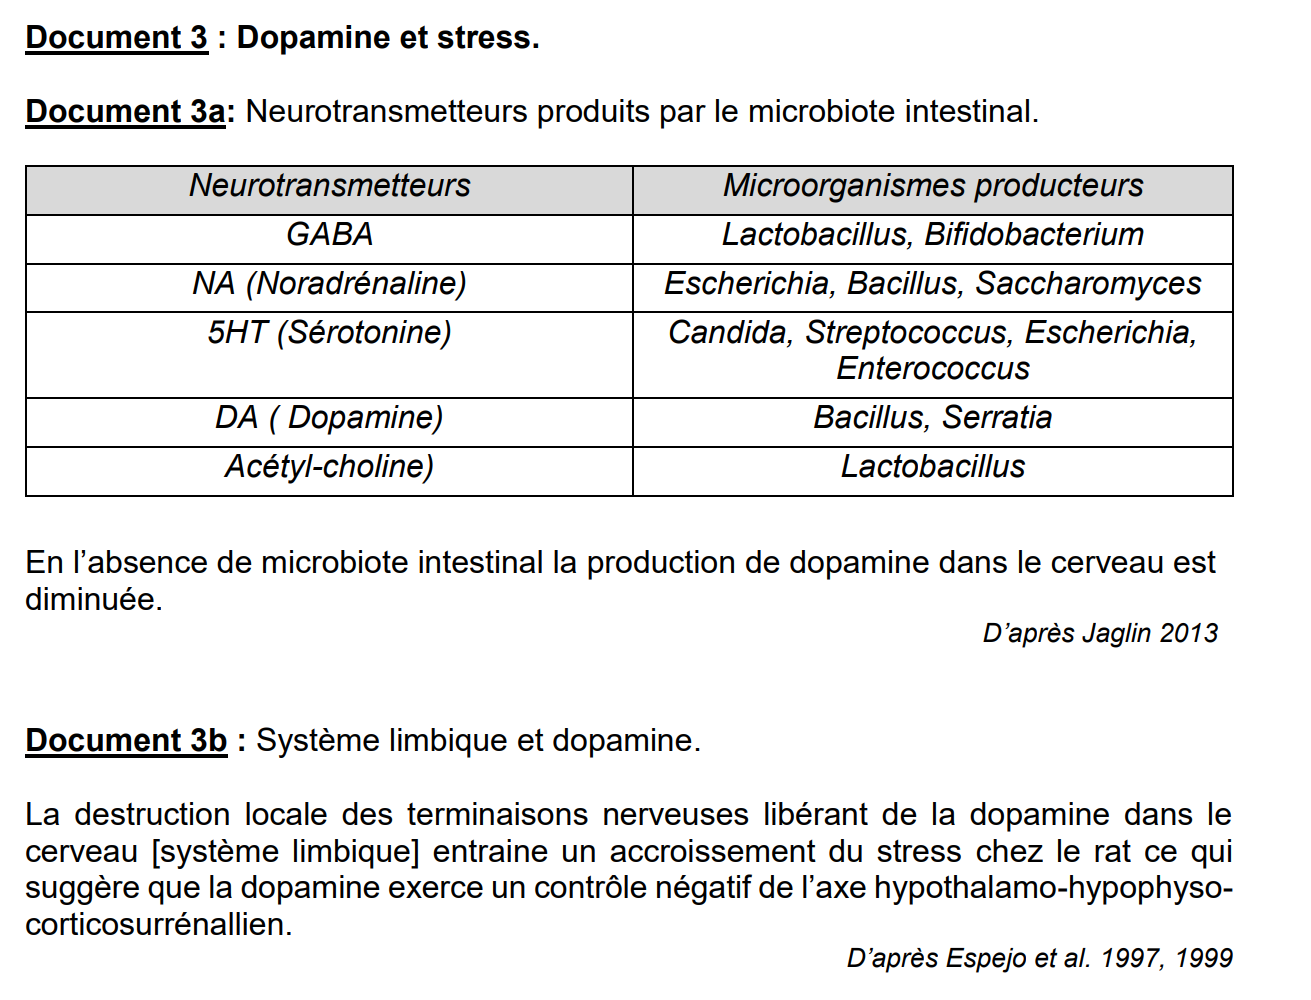 Document 3 : Dopamine et stress.
Document 3a: Neurotransmetteurs produits par le microbiote intestinal.
Neurotransmetteurs Microorganismes producteurs
GABA Lactobacillus, Bifidobacterium
NA (Noradrénaline) Escherichia, Bacillus, Saccharomyces
5HT (Sérotonine) Candida, Streptococcus, Escherichia,
Enterococcus
DA ( Dopamine) Bacillus, Serratia
Acétyl-choline) Lactobacillus
En l’absence de microbiote intestinal la production de dopamine dans le cerveau est
diminuée.
D’après Jaglin 2013
Document 3b : Système limbique et dopamine.
La destruction locale des terminaisons nerveuses libérant de la dopamine dans le
cerveau [système limbique] entraine un accroissement du stress chez le rat ce qui
suggère que la dopamine exerce un contrôle négatif de l’axe hypothalamo-hypophyso-
corticosurrénallien.
D’après Espejo et al. 1997, 1999